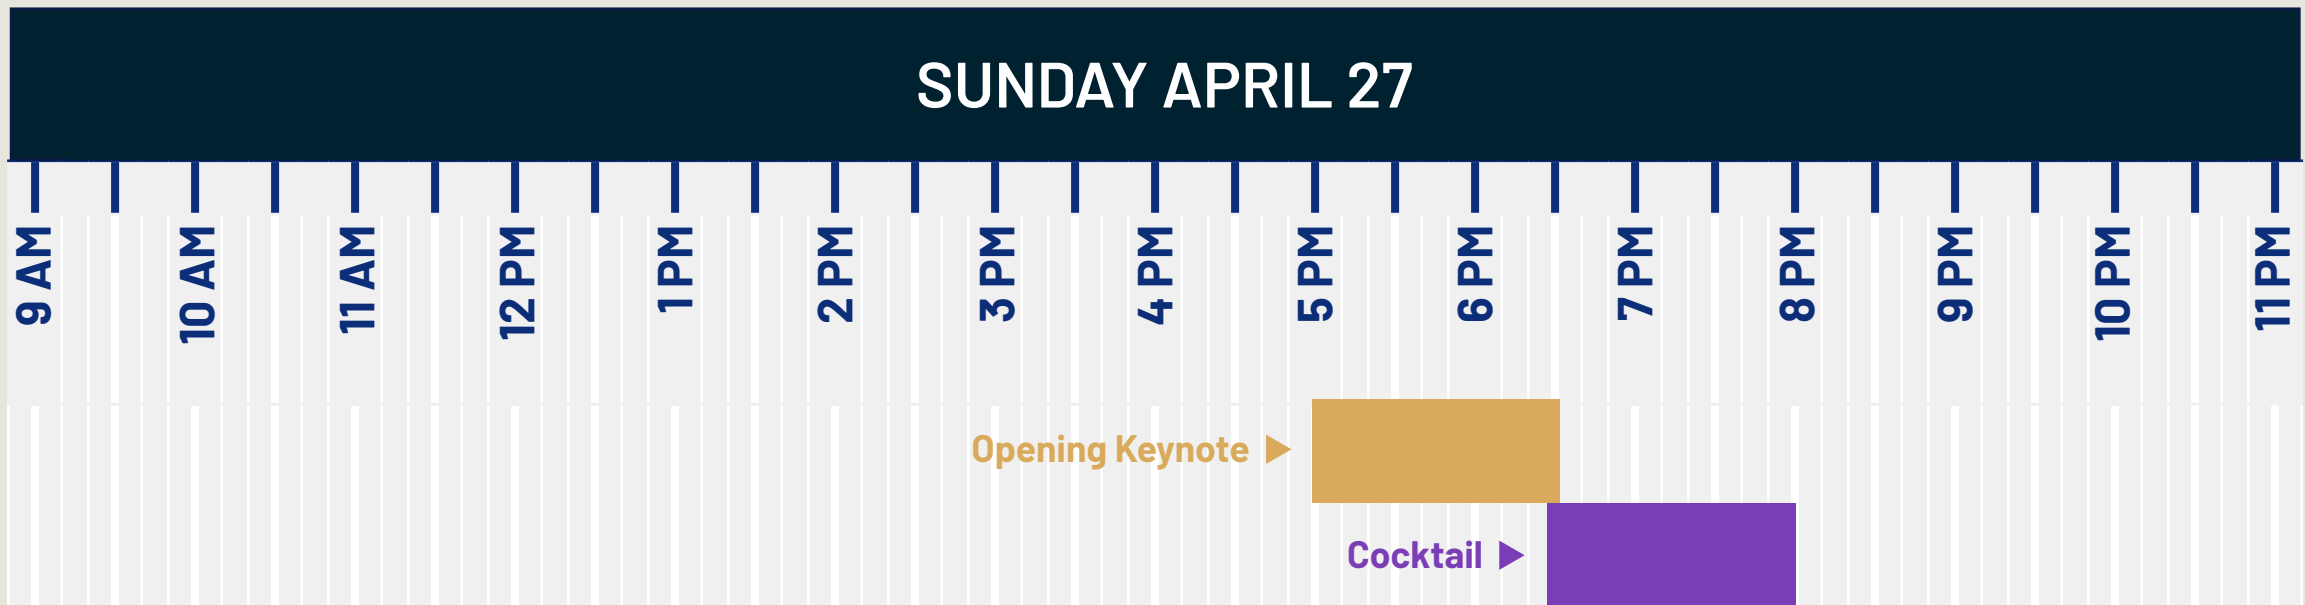 SUNDAY APRIL 27
9 AM
10 AM
11 AM
12 PM
1 PM
2 PM
3 PM
4 PM
5 PM
6 PM
7 PM
8 PM
9 PM
10 PM
11 PM
Opening Keynote
Cocktail